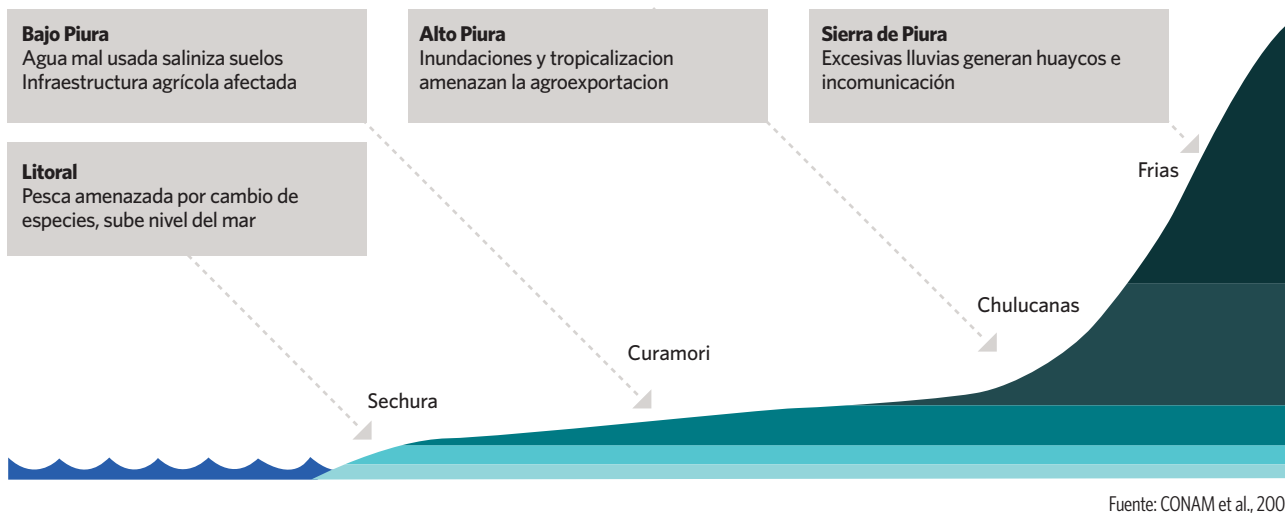 Bajo Piura
Agua mal usada saliniza suelos
Infraestructura agrícola afectada
Alto Piura
Inundaciones y tropicalizacion
amenazan la agroexportacion
Sierra de Piura
Excesivas lluvias generan huaycos e
incomunicación
Litoral
Pesca amenazada por cambio de
especies, sube nivel del mar
Frias
Chulucanas
Curamori
Sechura
Fuente: CONAM et al., 200